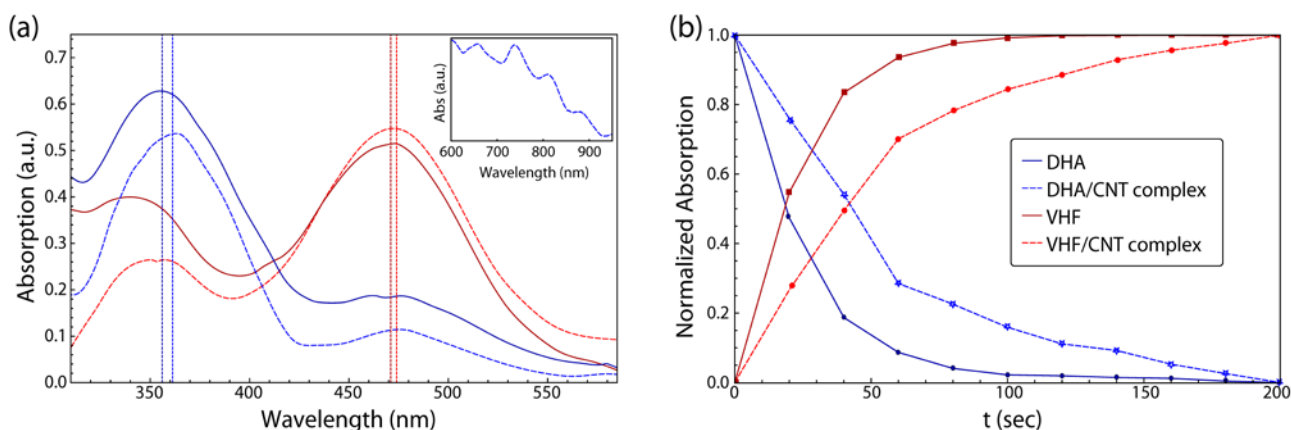 (a)
0.7
0.6
0.5
0.4
0.3
0.2
0.1
0.0
Absorption (a.u.)
350 400 450 500 550
Wavelength (nm)
Abs (a.u.)
600 700 800 900
Wavelength (nm)
(b)
1.0
0.8
0.6
0.4
0.2
0.0
Normalized Absorption
0 50 100 150 200
t (sec)
DHA
DHA/CNT complex
VHF
VHF/CNT complex